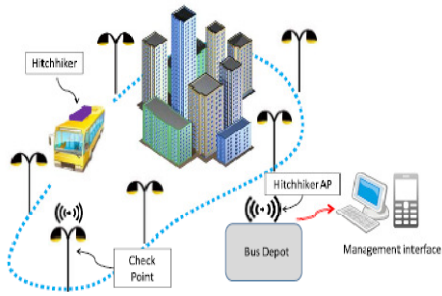 Hitchhiker
Hitchhiker AP
Check
Point
Bus Depot
Management interface